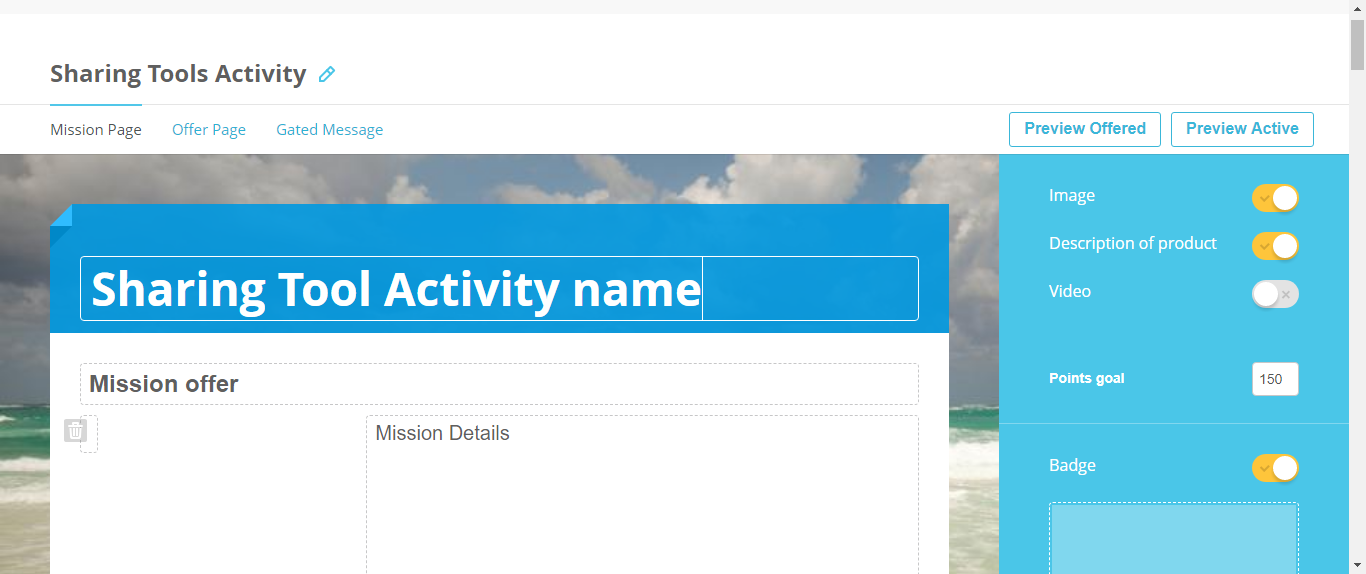 Sharing Tools Activity
Mission Page Offer Page Gated Message Preview Offered Preview Active
Image
Description of product
Sharing Tool Activity name
Video
Points goal 150
Mission offer
Mission Details
Badge